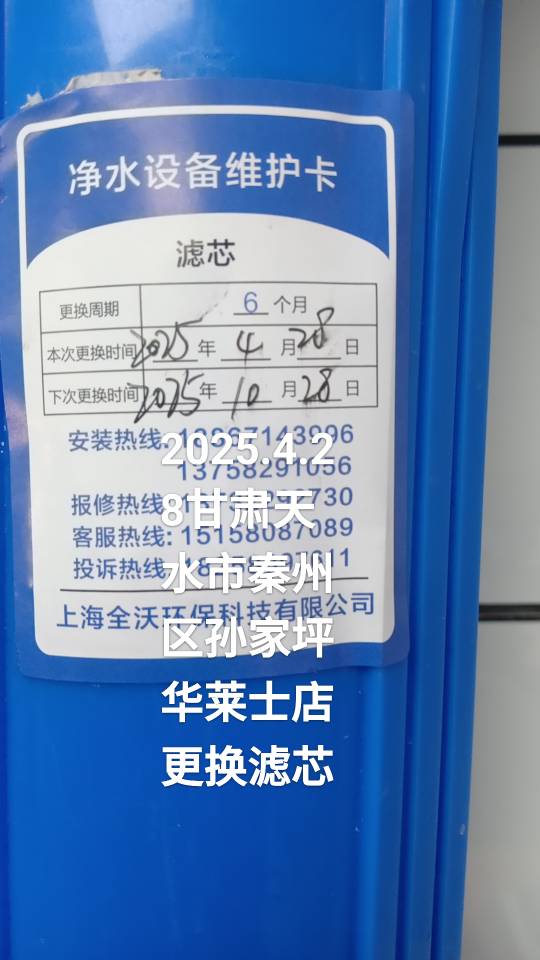 净水设备维护卡
滤芯
更换周期 6 个月
本次更换时间 2025 年 4 月 28 日
下次更换时间 2025 年 10 月 28 日
安装热线:
13758291056
报修热线:
客服热线: 15158087089
投诉热线:
上海全沃环保科技有限公司
2025.4.2
8甘肃天
水市秦州
区孙家坪
华莱士店
更换滤芯